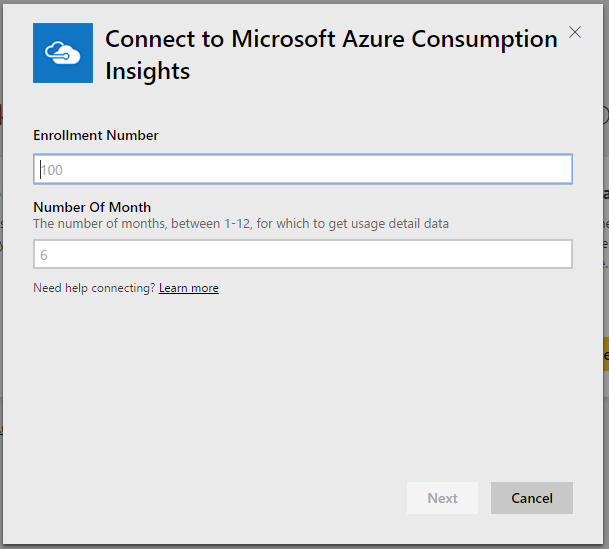 Connect to Microsoft Azure Consumption
Insights
Enrollment Number
100
Number Of Month
The number of months, between 1-12, for which to get usage detail data
6
Need help connecting? Learn more
Next
Cancel